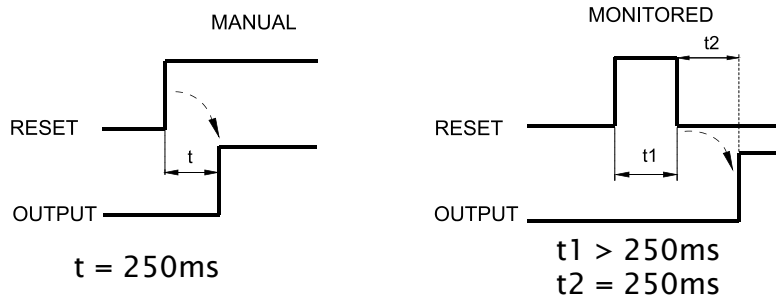 MANUAL
RESET
t
OUTPUT
t = 250ms
MONITORED
t2
RESET
t1
OUTPUT
t1 > 250ms
t2 = 250ms